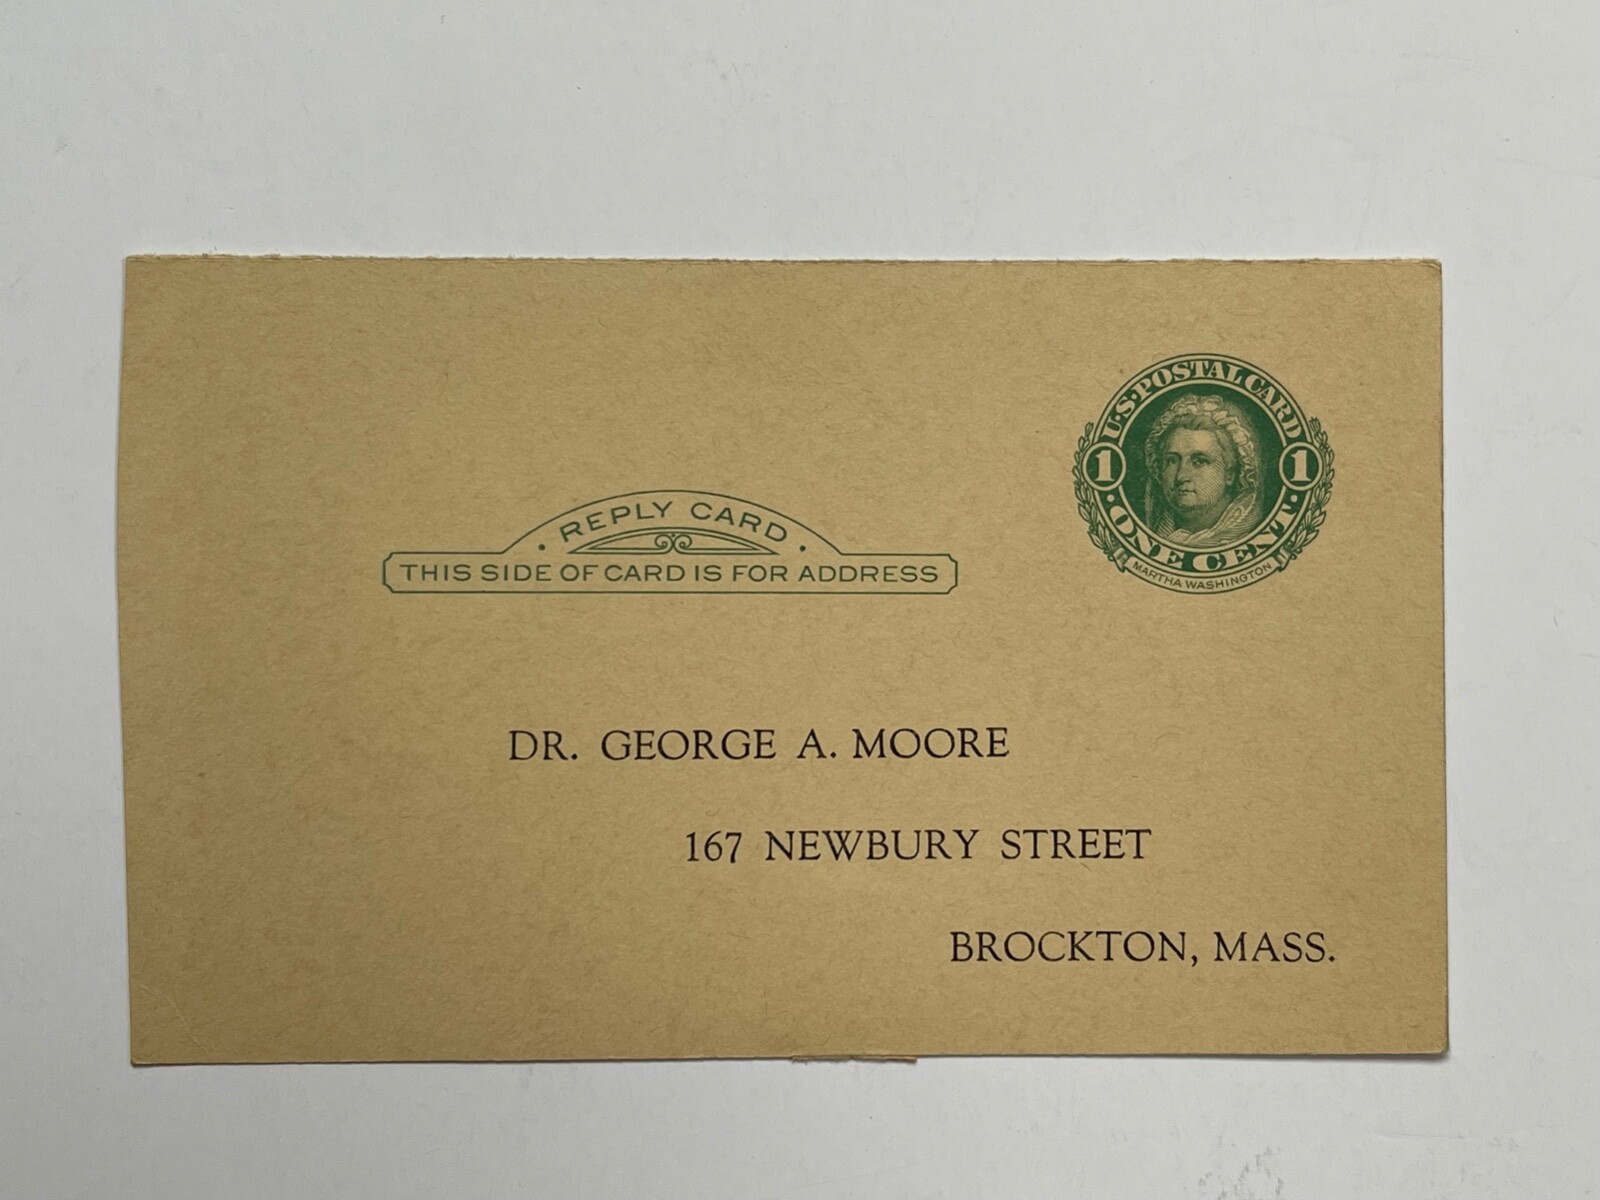 U·S·POSTAL CARD
1 1
·ONE CENT·
MARTHA WASHINGTON
· REPLY CARD ·
THIS SIDE OF CARD IS FOR ADDRESS
DR. GEORGE A. MOORE
167 NEWBURY STREET
BROCKTON, MASS.